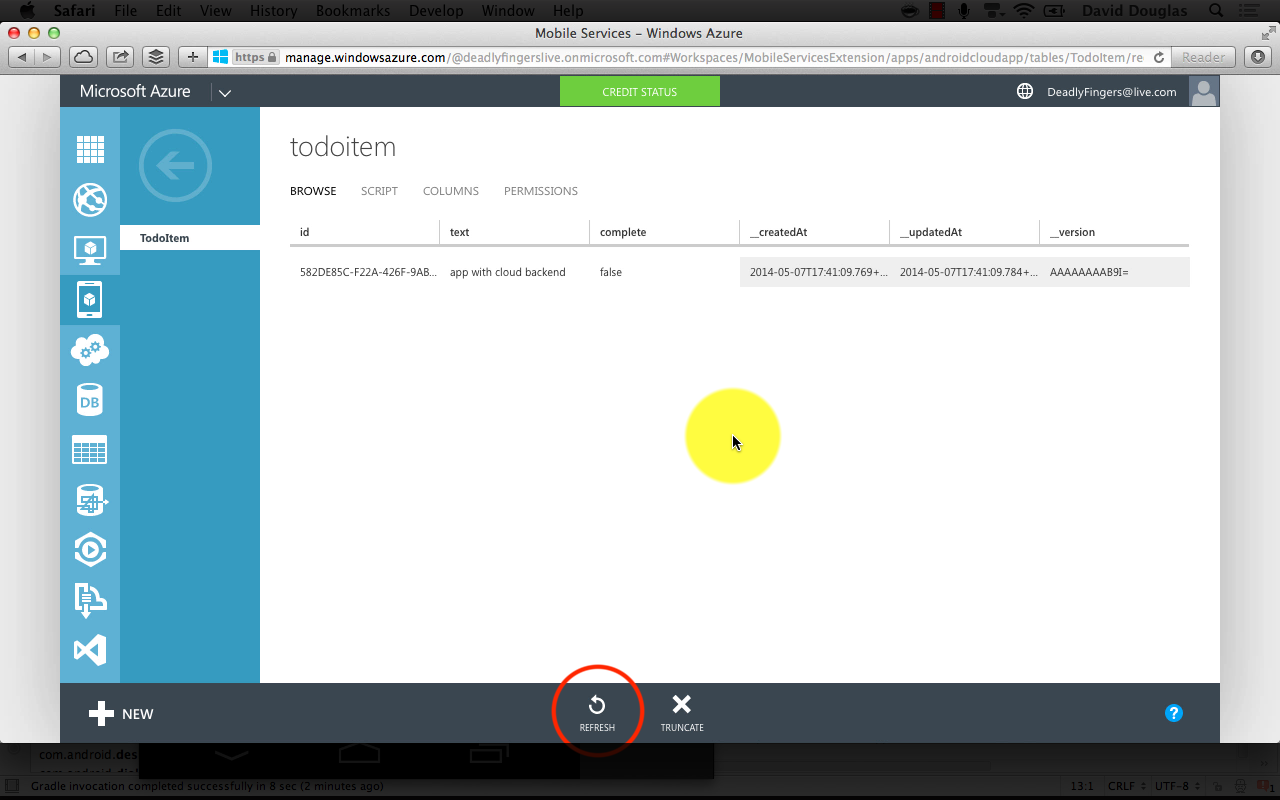 Safari File Edit View History Bookmarks Develop Window Help David Douglas
Mobile Services – Windows Azure
https manage.windowsazure.com/@deadlyfingerslive.onmicrosoft.com#Workspaces/MobileServicesExtension/apps/androidcloudapp/tables/TodoItem/re Reader
Microsoft Azure CREDIT STATUS DeadlyFingers@live.com
todoitem
BROWSE SCRIPT COLUMNS PERMISSIONS
TodoItem
id text complete __createdAt __updatedAt __version
582DE85C-F22A-426F-9AB... app with cloud backend false 2014-05-07T17:41:09.769+... 2014-05-07T17:41:09.784+... AAAAAAAAB9I=
DB
NEW REFRESH TRUNCATE ?
com.android.des
Gradle invocation completed successfully in 8 sec (2 minutes ago) 13:1 CRLF UTF-8